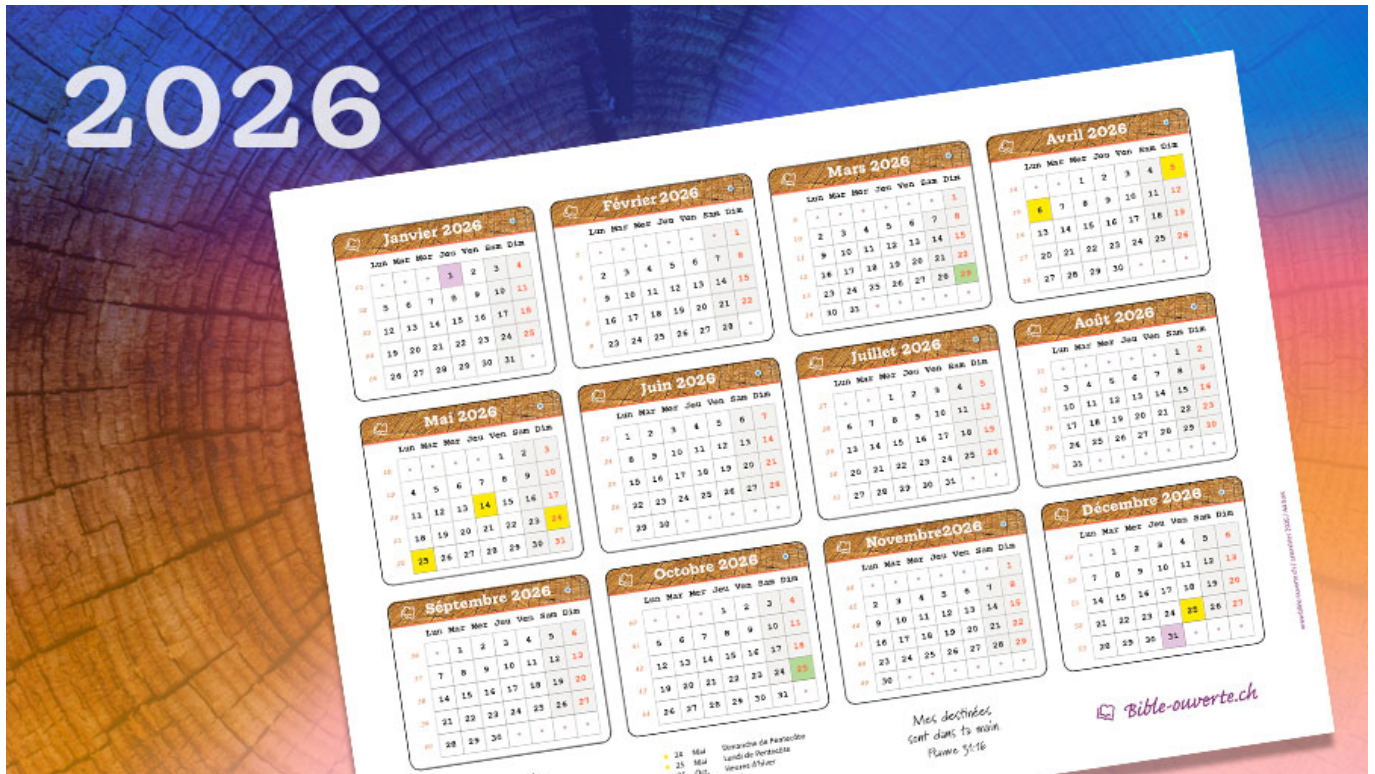 2026
Janvier 2026
Lun Mar Mer Jeu Ven Sam Dim
1 2 3 4
5 6 7 8 9 10 11
12 13 14 15 16 17 18
19 20 21 22 23 24 25
26 27 28 29 30 31
Février 2026
Lun Mar Mer Jeu Ven Sam Dim
1
2 3 4 5 6 7 8
9 10 11 12 13 14 15
16 17 18 19 20 21 22
23 24 25 26 27 28
Mars 2026
Lun Mar Mer Jeu Ven Sam Dim
1
2 3 4 5 6 7 8
9 10 11 12 13 14 15
16 17 18 19 20 21 22
23 24 25 26 27 28 29
30 31
Avril 2026
Lun Mar Mer Jeu Ven Sam Dim
1 2 3 4 5
6 7 8 9 10 11 12
13 14 15 16 17 18 19
20 21 22 23 24 25 26
27 28 29 30
Mai 2026
Lun Mar Mer Jeu Ven Sam Dim
1 2 3
4 5 6 7 8 9 10
11 12 13 14 15 16 17
18 19 20 21 22 23 24
25 26 27 28 29 30 31
Juin 2026
Lun Mar Mer Jeu Ven Sam Dim
1 2 3 4 5 6 7
8 9 10 11 12 13 14
15 16 17 18 19 20 21
22 23 24 25 26 27 28
29 30
Juillet 2026
Lun Mar Mer Jeu Ven Sam Dim
1 2 3 4 5
6 7 8 9 10 11 12
13 14 15 16 17 18 19
20 21 22 23 24 25 26
27 28 29 30 31
Août 2026
Lun Mar Mer Jeu Ven Sam Dim
1 2
3 4 5 6 7 8 9
10 11 12 13 14 15 16
17 18 19 20 21 22 23
24 25 26 27 28 29 30
31
Séptembre 2026
Lun Mar Mer Jeu Ven Sam Dim
1 2 3 4 5 6
7 8 9 10 11 12 13
14 15 16 17 18 19 20
21 22 23 24 25 26 27
28 29 30
Octobre 2026
Lun Mar Mer Jeu Ven Sam Dim
1 2 3 4
5 6 7 8 9 10 11
12 13 14 15 16 17 18
19 20 21 22 23 24 25
26 27 28 29 30 31
Novembre2026
Lun Mar Mer Jeu Ven Sam Dim
1
2 3 4 5 6 7 8
9 10 11 12 13 14 15
16 17 18 19 20 21 22
23 24 25 26 27 28 29
30
Décembre 2026
Lun Mar Mer Jeu Ven Sam Dim
1 2 3 4 5 6
7 8 9 10 11 12 13
14 15 16 17 18 19 20
21 22 23 24 25 26 27
28 29 30 31
24 Mai Dimanche de Pentecôte
25 Mai Lundi de Pentecôte
25 Oct. Heures d'hiver
Mes destinées
sont dans ta main
Psaume 31:16
Bible-ouverte.ch